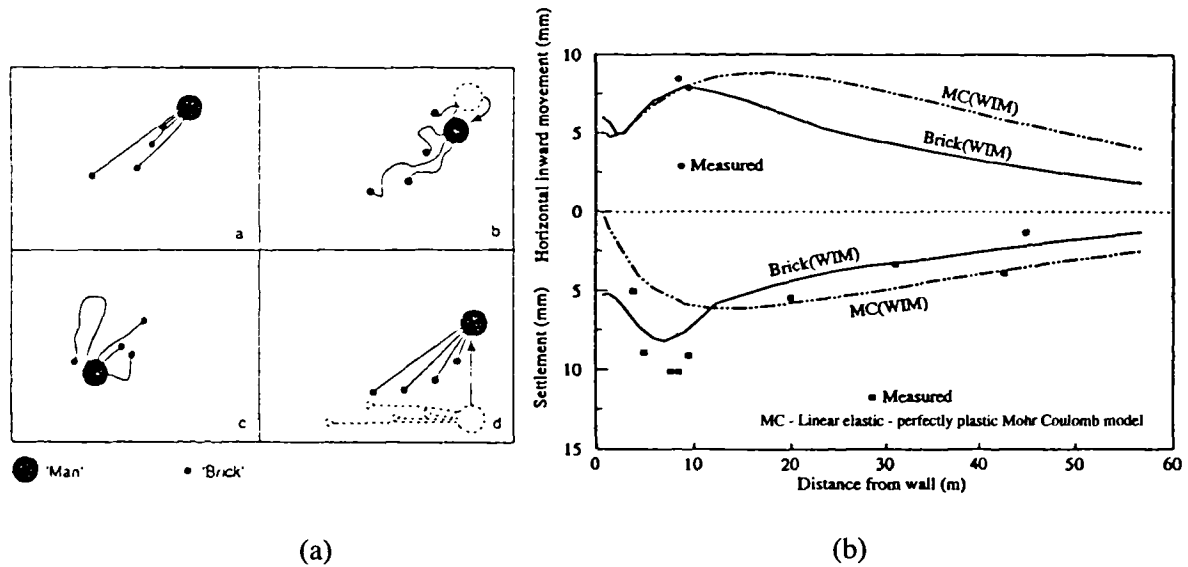 a
b
c
d
'Man'
'Brick'
(a)
Horizontal inward movement (mm)
Settlement (mm)
10
5
0
5
10
15
MC(WIM)
Brick(WIM)
Measured
Brick(WIM)
MC(WIM)
Measured
MC - Linear elastic - perfectly plastic Mohr Coulomb model
0
10
20
30
40
50
60
Distance from wall (m)
(b)